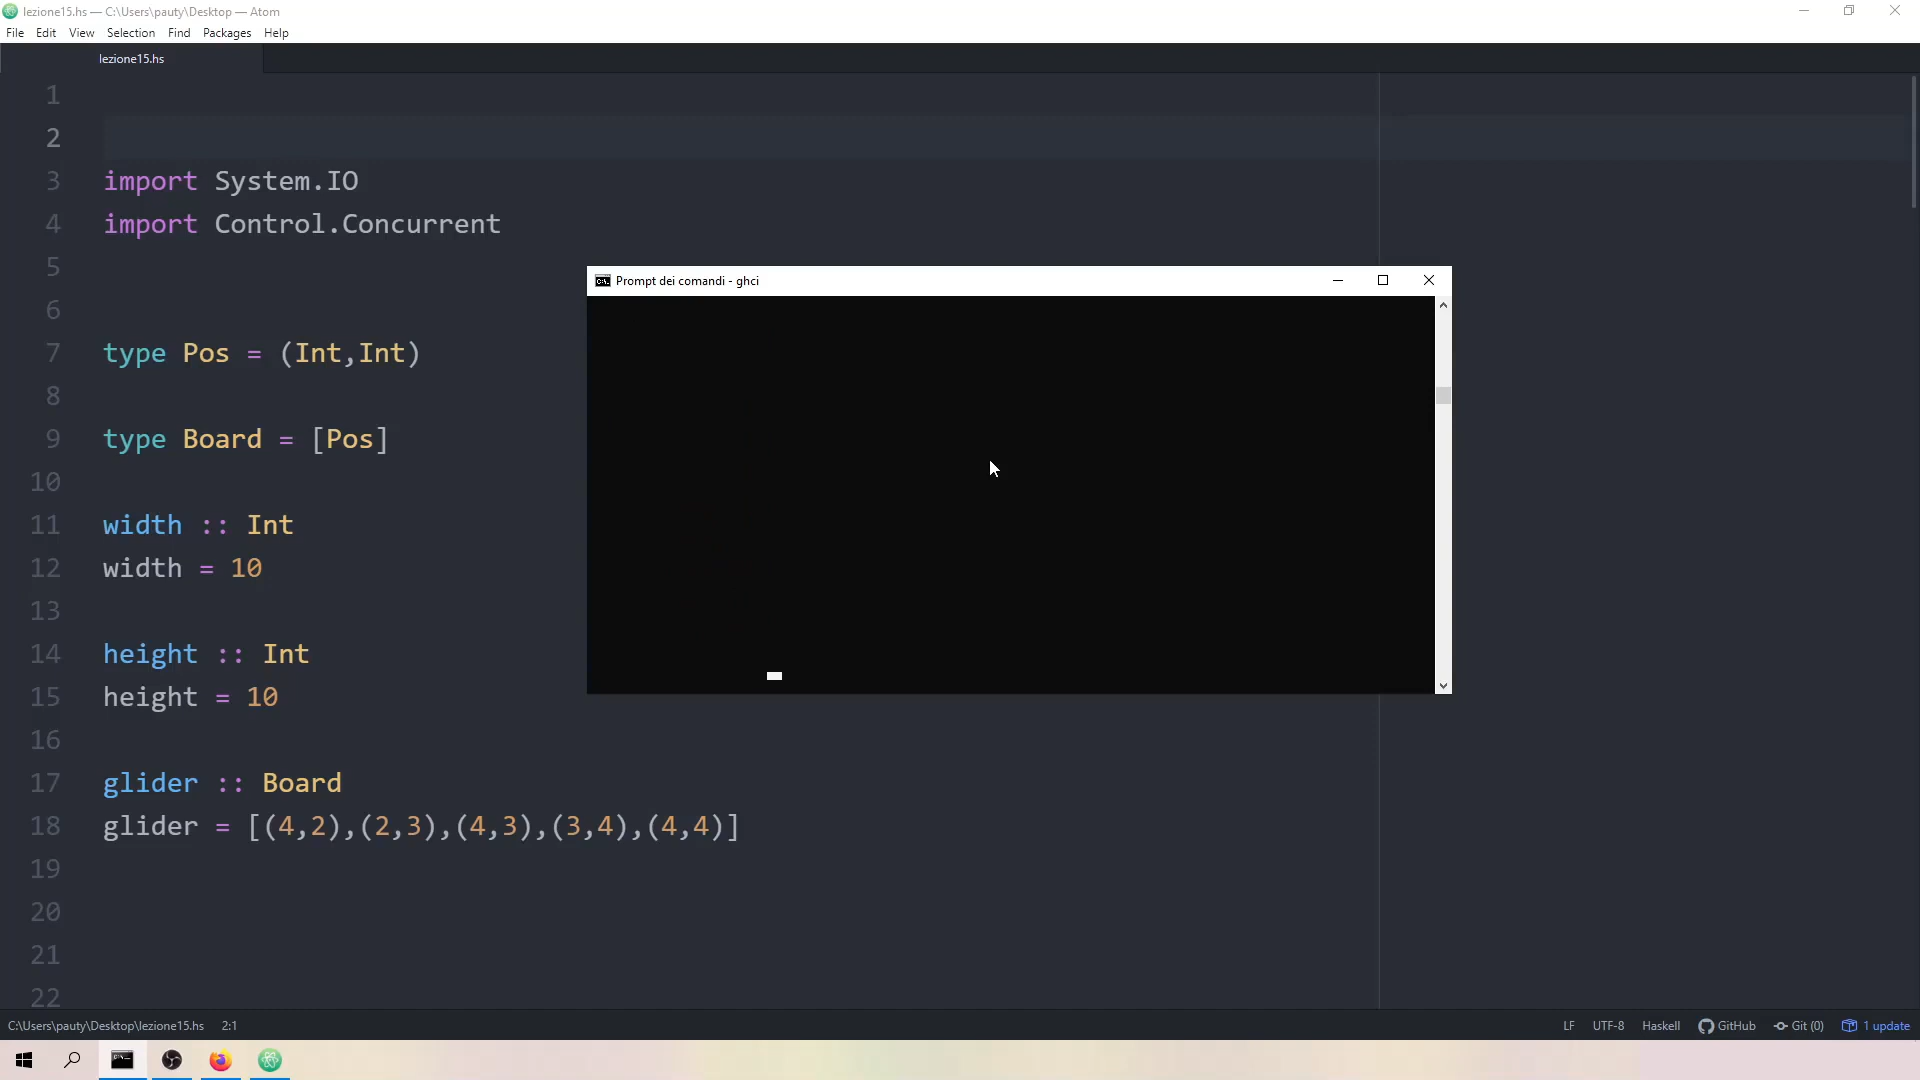 lezione15.hs — C:\Users\pauty\Desktop — Atom
File Edit View Selection Find Packages Help
lezione15.hs
1
2
3 import System.IO
4 import Control.Concurrent
5
6
7 type Pos = (Int,Int)
8
9 type Board = [Pos]
10
11 width :: Int
12 width = 10
13
14 height :: Int
15 height = 10
16
17 glider :: Board
18 glider = [(4,2),(2,3),(4,3),(3,4),(4,4)]
19
20
21
22
Prompt dei comandi - ghci
C:\Users\pauty\Desktop\lezione15.hs 2:1 LF UTF-8 Haskell GitHub Git (0) 1 update